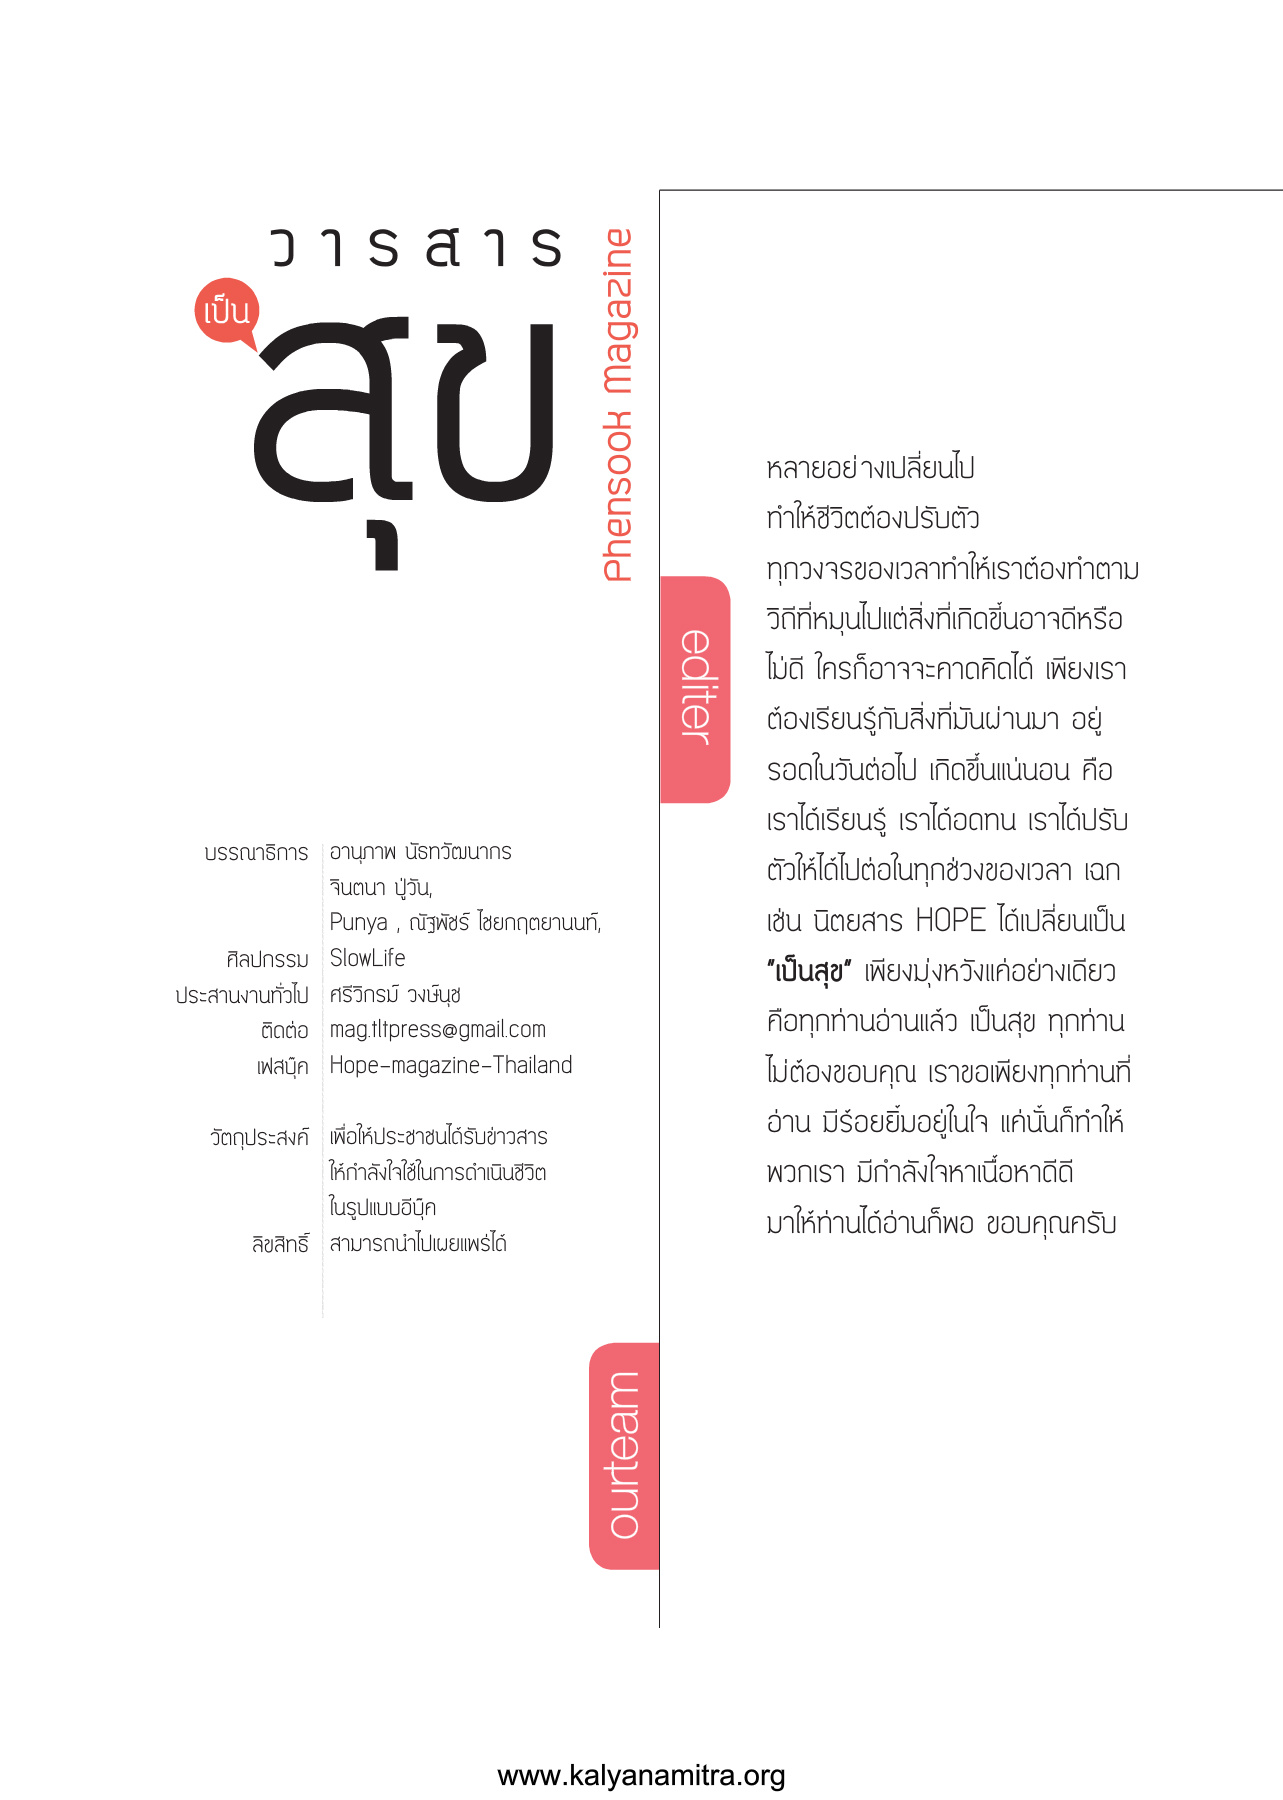 วารสาร
เป็น
สุข
Phensook magazine
บรรณาธิการ อานุภาพ นัธทวัฒนากร
จินตนา ปู่วัน,
Punya , ณัฐพัชร์ ไชยกฤตยานนท์,
ศิลปกรรม SlowLife
ประสานงานทั่วไป ศรีวิกรม์ วงษ์นุช
ติดต่อ mag.tltpress@gmail.com
เฟสบุ๊ค Hope-magazine-Thailand
วัตถุประสงค์ เพื่อให้ประชาชนได้รับข่าวสาร
ให้กำลังใจใช้ในการดำเนินชีวิต
ในรูปแบบอีบุ๊ค
ลิขสิทธิ์ สามารถนำไปเผยแพร่ได้
ourteam
editer
หลายอย่างเปลี่ยนไป
ทำให้ชีวิตต้องปรับตัว
ทุกวงจรของเวลาทำให้เราต้องทำตาม
วิถีที่หมุนไปแต่สิ่งที่เกิดขึ้นอาจดีหรือ
ไม่ดี ใครก็อาจจะคาดคิดได้ เพียงเรา
ต้องเรียนรู้กับสิ่งที่มันผ่านมา อยู่
รอดในวันต่อไป เกิดขึ้นแน่นอน คือ
เราได้เรียนรู้ เราได้อดทน เราได้ปรับ
ตัวให้ได้ไปต่อในทุกช่วงของเวลา เฉก
เช่น นิตยสาร HOPE ได้เปลี่ยนเป็น
"เป็นสุข" เพียงมุ่งหวังแค่อย่างเดียว
คือทุกท่านอ่านแล้ว เป็นสุข ทุกท่าน
ไม่ต้องขอบคุณ เราขอเพียงทุกท่านที่
อ่าน มีร้อยยิ้มอยู่ในใจ แค่นั้นก็ทำให้
พวกเรา มีกำลังใจหาเนื้อหาดีดี
มาให้ท่านได้อ่านก็พอ ขอบคุณครับ
www.kalyanamitra.org